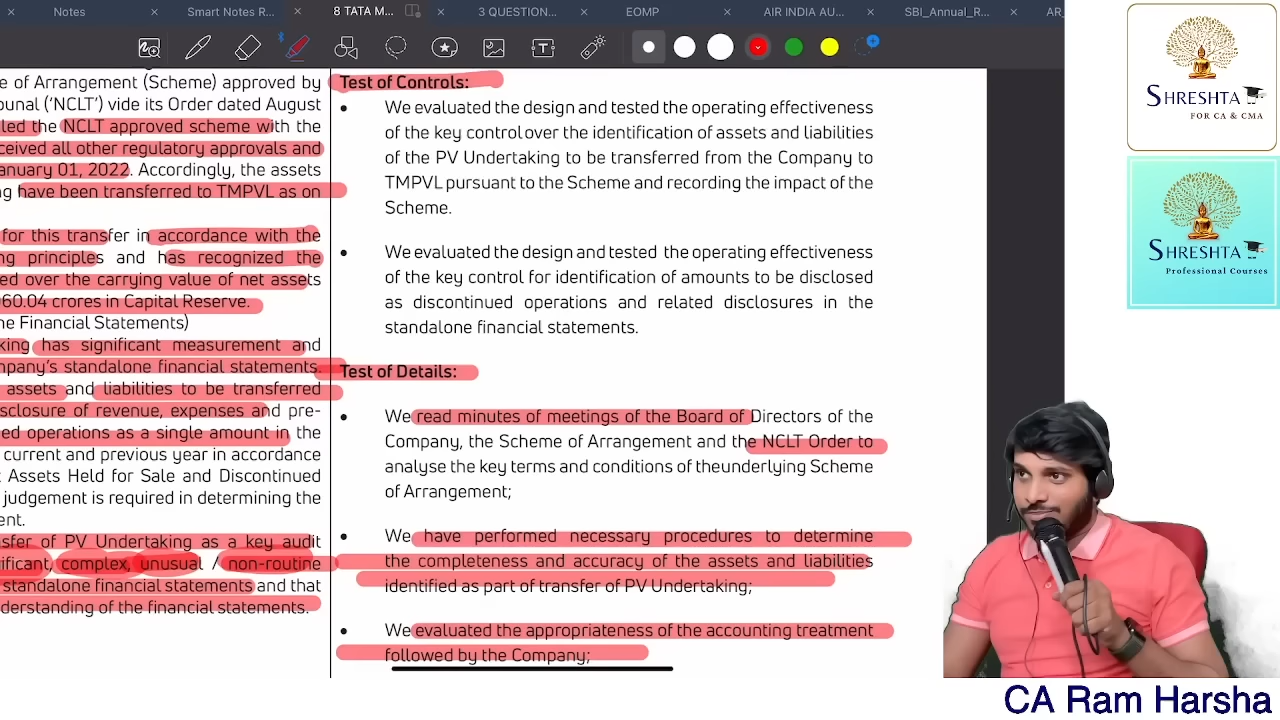 Notes
Smart Notes R...
8 TATA M...
3 QUESTION...
EOMP
AIR INDIA AU...
SBI_Annual_R...
AR_
e of Arrangement (Scheme) approved by
ounal ('NCLT') vide its Order dated August
led the NCLT approved scheme with the
ceived all other regulatory approvals and
anuary 01, 2022. Accordingly, the assets
g have been transferred to TMPVL as on
for this transfer in accordance with the
ng principles and has recognized the
ed over the carrying value of net assets
60.04 crores in Capital Reserve.
ne Financial Statements)
king has significant measurement and
mpany's standalone financial statements.
assets and liabilities to be transferred
sclosure of revenue, expenses and pre-
ed operations as a single amount in the
current and previous year in accordance
t Assets Held for Sale and Discontinued
judgement is required in determining the
ent.
sfer of PV Undertaking as a key audit
ificant, complex, unusual / non-routine
standalone financial statements and that
derstanding of the financial statements.
Test of Controls:
• We evaluated the design and tested the operating effectiveness
of the key control over the identification of assets and liabilities
of the PV Undertaking to be transferred from the Company to
TMPVL pursuant to the Scheme and recording the impact of the
Scheme.
• We evaluated the design and tested the operating effectiveness
of the key control for identification of amounts to be disclosed
as discontinued operations and related disclosures in the
standalone financial statements.
Test of Details:
• We read minutes of meetings of the Board of Directors of the
Company, the Scheme of Arrangement and the NCLT Order to
analyse the key terms and conditions of theunderlying Scheme
of Arrangement;
• We have performed necessary procedures to determine
the completeness and accuracy of the assets and liabilities
identified as part of transfer of PV Undertaking;
• We evaluated the appropriateness of the accounting treatment
followed by the Company;
SHRESHTA
FOR CA & CMA
SHRESHTA
Professional Courses
CA Ram Harsha